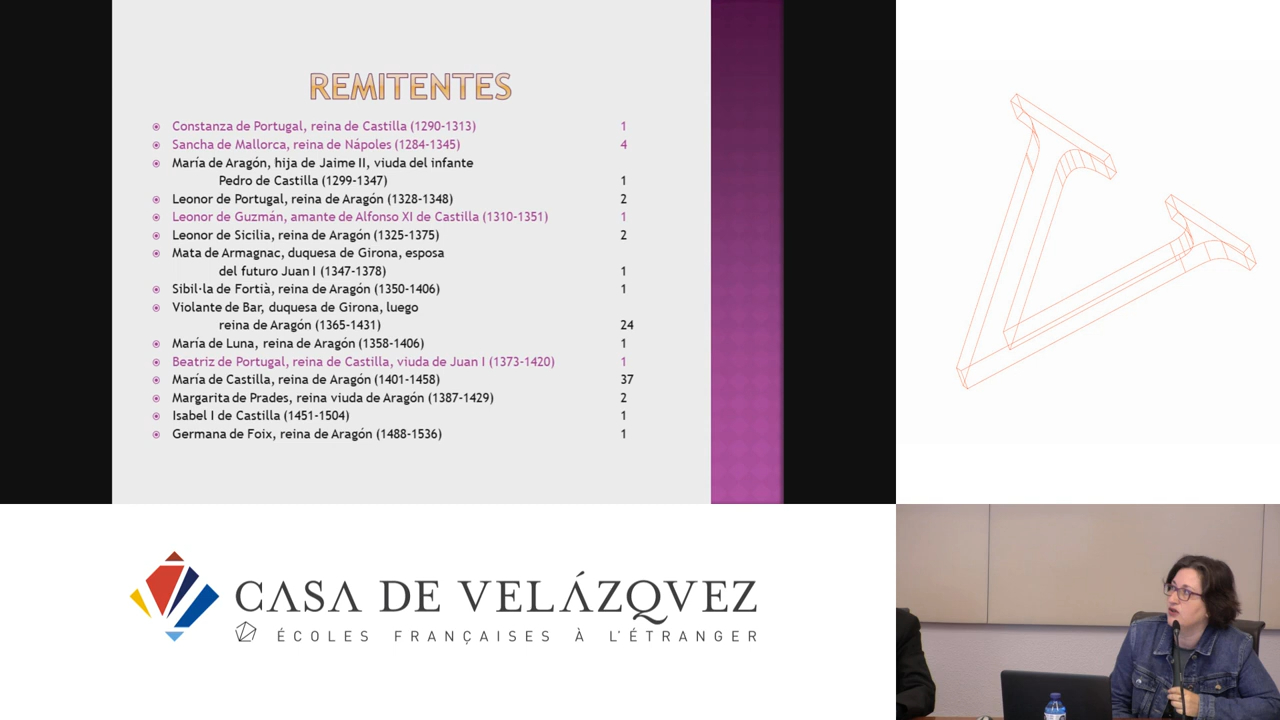 REMITENTES
Constanza de Portugal, reina de Castilla (1290-1313) 1
Sancha de Mallorca, reina de Nápoles (1284-1345) 4
María de Aragón, hija de Jaime II, viuda del infante
Pedro de Castilla (1299-1347) 1
Leonor de Portugal, reina de Aragón (1328-1348) 2
Leonor de Guzmán, amante de Alfonso XI de Castilla (1310-1351) 1
Leonor de Sicilia, reina de Aragón (1325-1375) 2
Mata de Armagnac, duquesa de Girona, esposa
del futuro Juan I (1347-1378) 1
Sibil·la de Fortià, reina de Aragón (1350-1406) 1
Violante de Bar, duquesa de Girona, luego
reina de Aragón (1365-1431) 24
María de Luna, reina de Aragón (1358-1406) 1
Beatriz de Portugal, reina de Castilla, viuda de Juan I (1373-1420) 1
María de Castilla, reina de Aragón (1401-1458) 37
Margarita de Prades, reina viuda de Aragón (1387-1429) 2
Isabel I de Castilla (1451-1504) 1
Germana de Foix, reina de Aragón (1488-1536) 1
CASA DE VELÁZQVEZ
ÉCOLES FRANÇAISES À L'ÉTRANGER